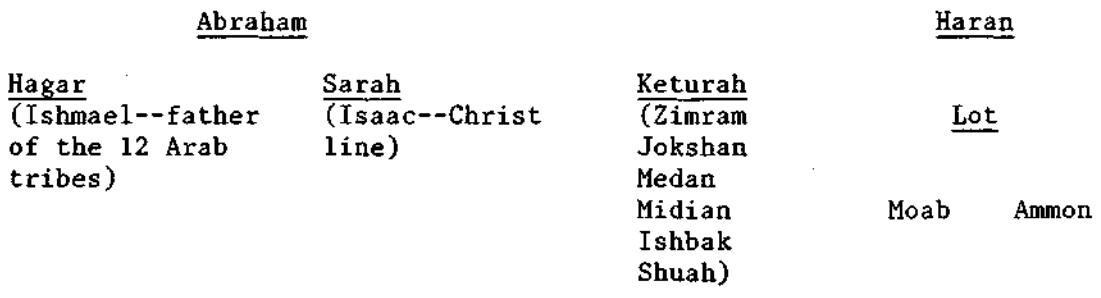 Abraham Haran
Hagar Sarah Keturah
(Ishmael--father (Isaac--Christ (Zimram Lot
of the 12 Arab line) Jokshan
tribes) Medan
Midian Moab Ammon
Ishbak
Shuah)